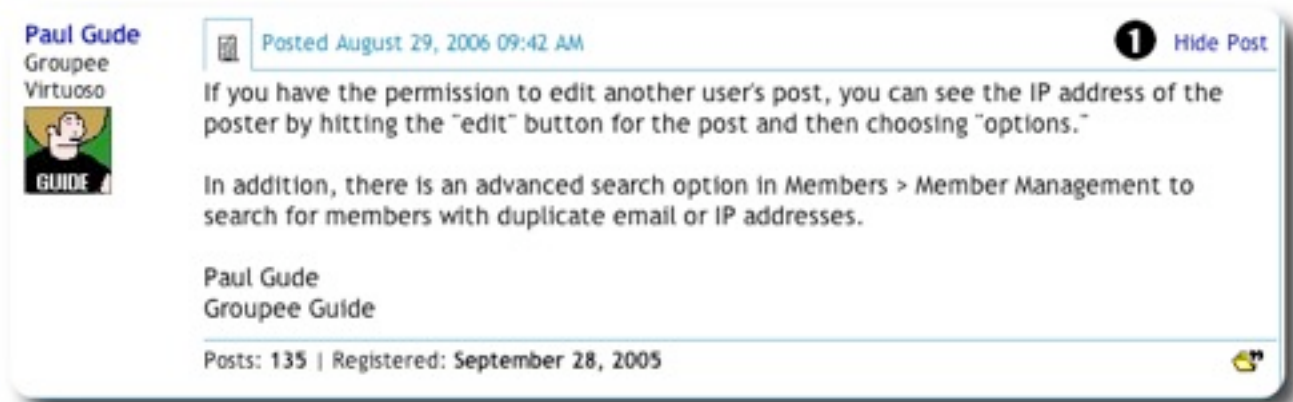 Paul Gude
Groupee
Virtuoso
GUIDE
Posted August 29, 2006 09:42 AM
1 Hide Post
If you have the permission to edit another user's post, you can see the IP address of the
poster by hitting the "edit" button for the post and then choosing "options."
In addition, there is an advanced search option in Members > Member Management to
search for members with duplicate email or IP addresses.
Paul Gude
Groupee Guide
Posts: 135 | Registered: September 28, 2005